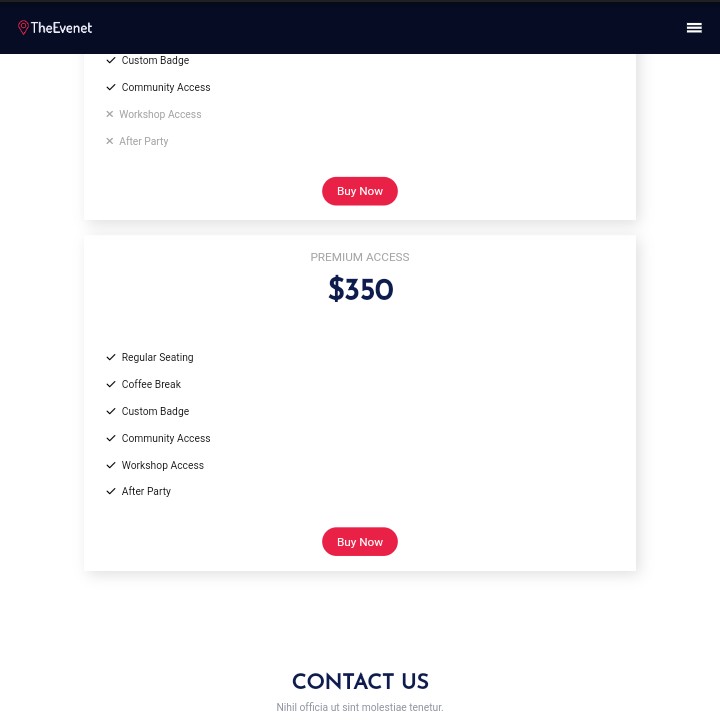 TheEvenet
Custom Badge
Community Access
Workshop Access
After Party
Buy Now
PREMIUM ACCESS
$350
Regular Seating
Coffee Break
Custom Badge
Community Access
Workshop Access
After Party
Buy Now
CONTACT US
Nihil officia ut sint molestiae tenetur.